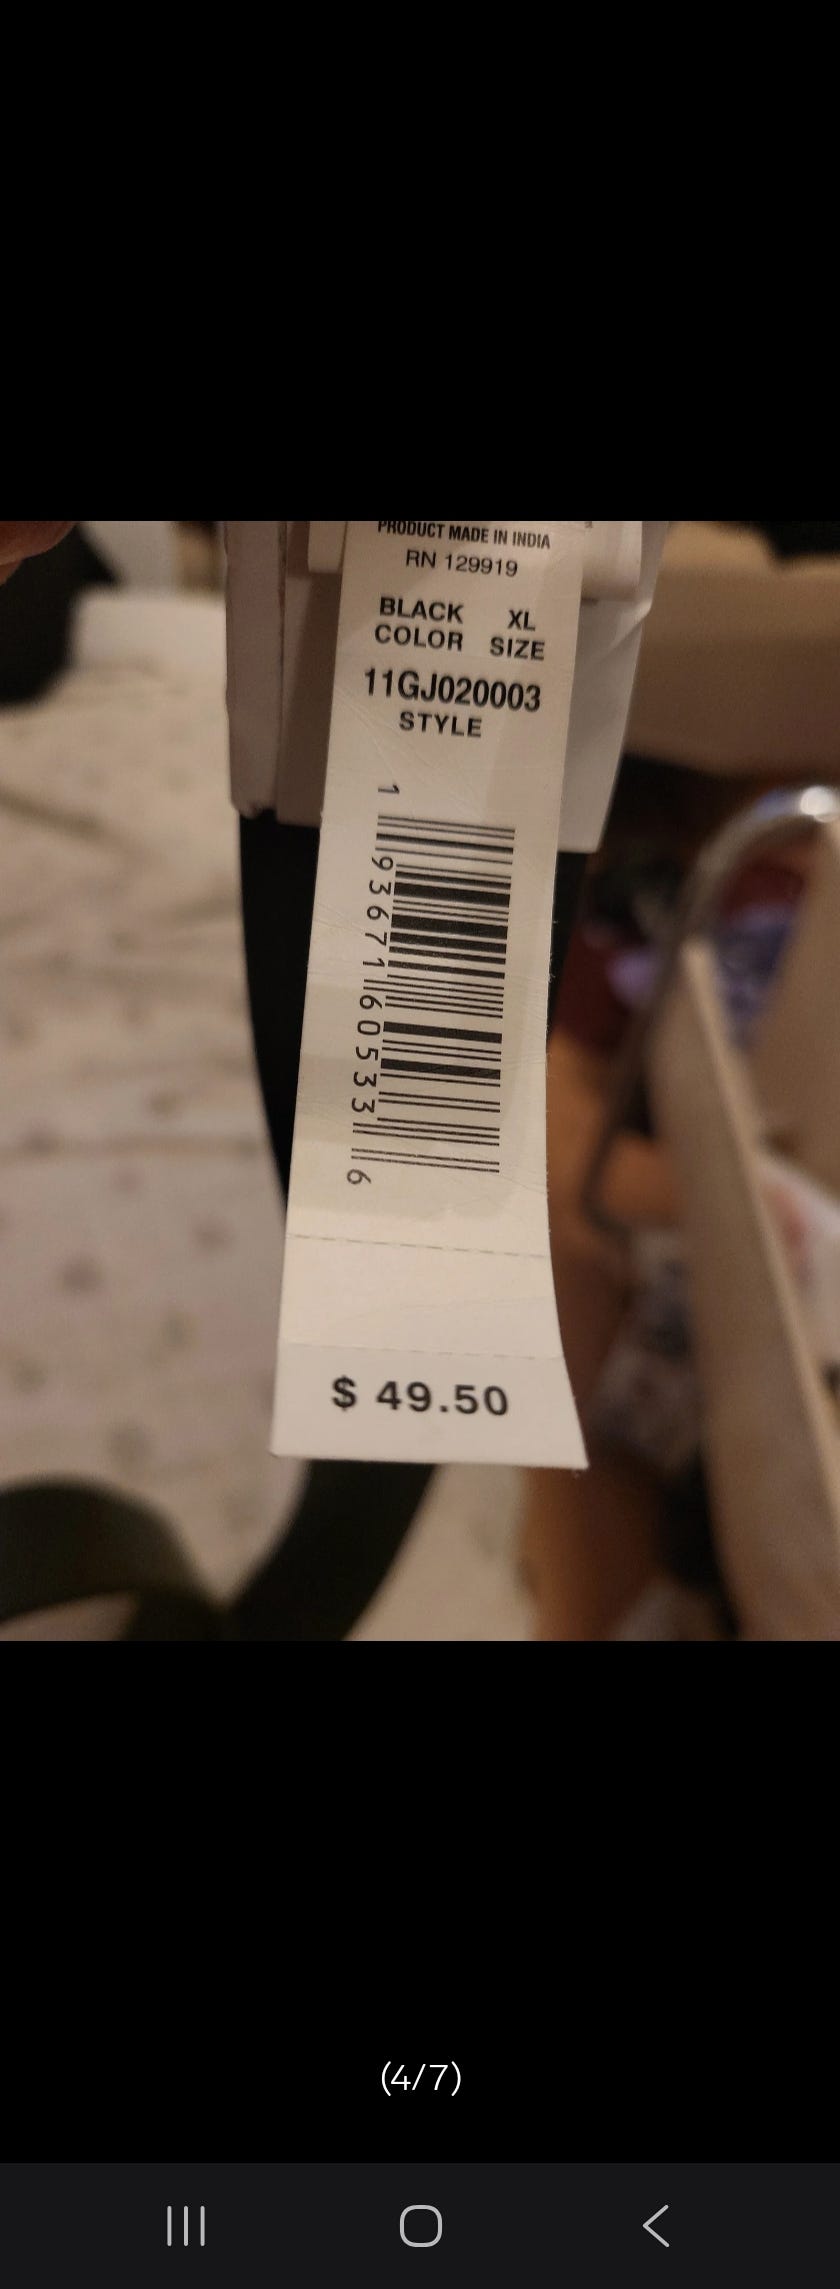 PRODUCT MADE IN INDIA
RN 129919
BLACK XL
COLOR SIZE
11GJ020003
STYLE
1 93671 60533 6
$ 49.50
(4/7)